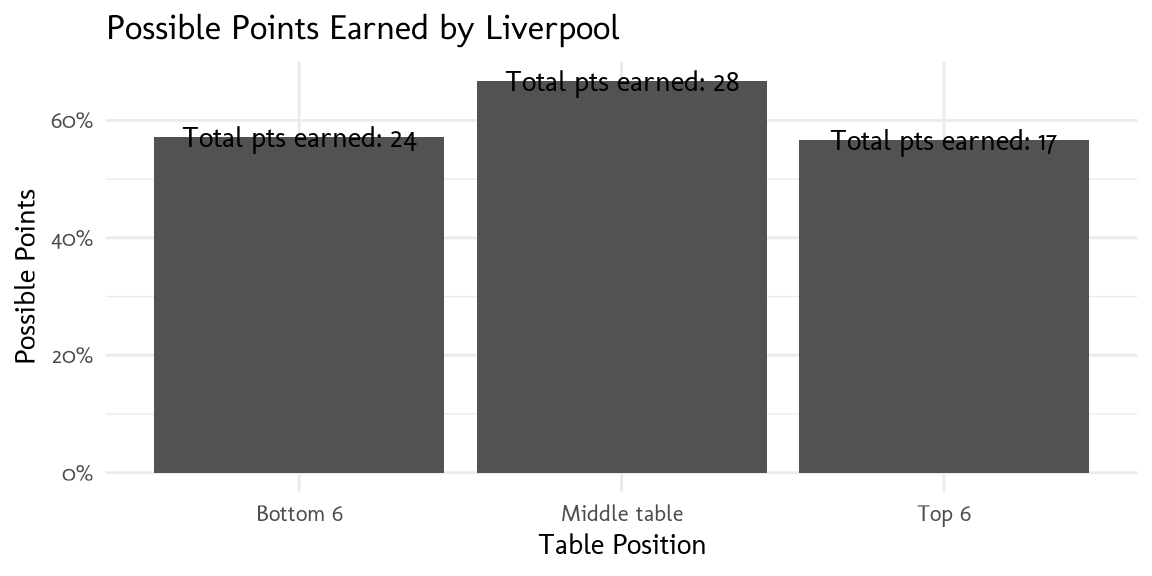 Possible Points Earned by Liverpool
Total pts earned: 28
Total pts earned: 24
Total pts earned: 17
Possible Points
60%
40%
20%
0%
Bottom 6
Middle table
Top 6
Table Position